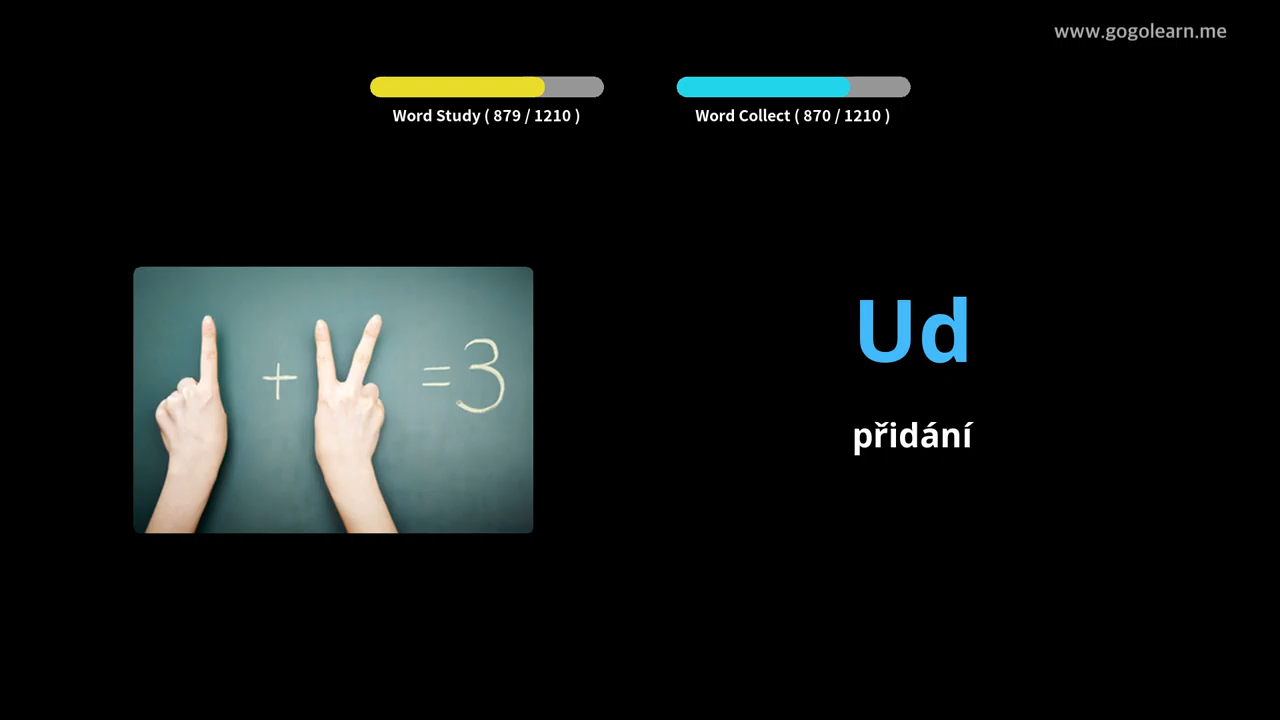 www.gogolearn.me
Word Study ( 879 / 1210 )
Word Collect ( 870 / 1210 )
+ = 3
Ud
přidání